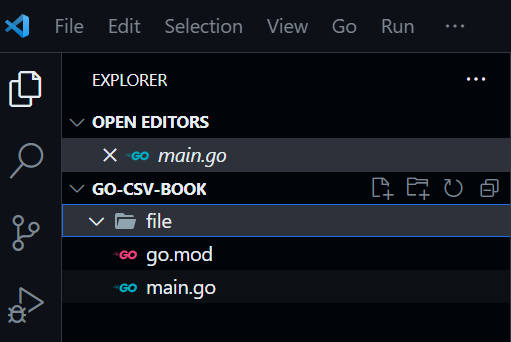 File Edit Selection View Go Run ...
EXPLORER ...
OPEN EDITORS
GO main.go
GO-CSV-BOOK
file
GO go.mod
GO main.go